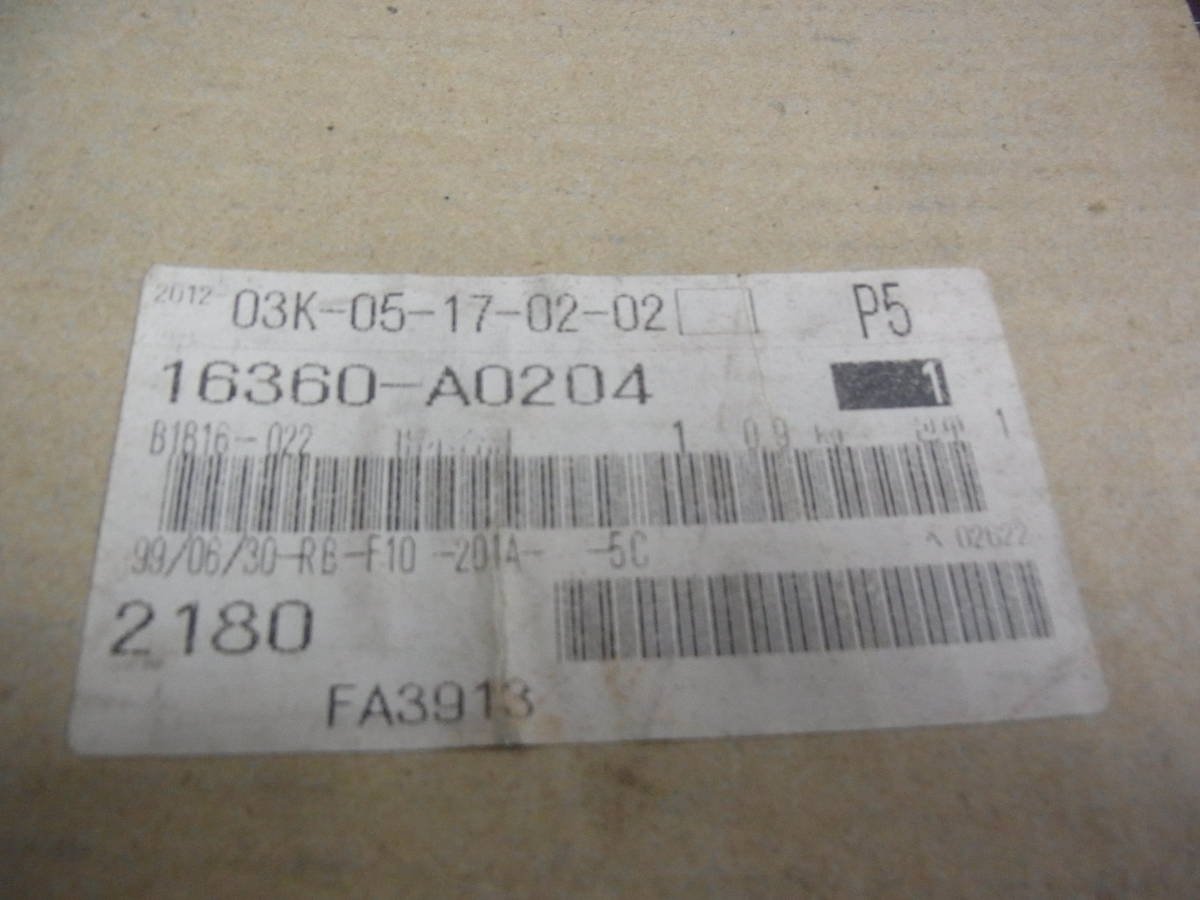 2012 03K-05-17-02-02 P5
16360-A0204 1
B1816-022 1 0.9 kg 1
99/06/30-RB-F10 -201A- -5C 02622
2180
FA3913